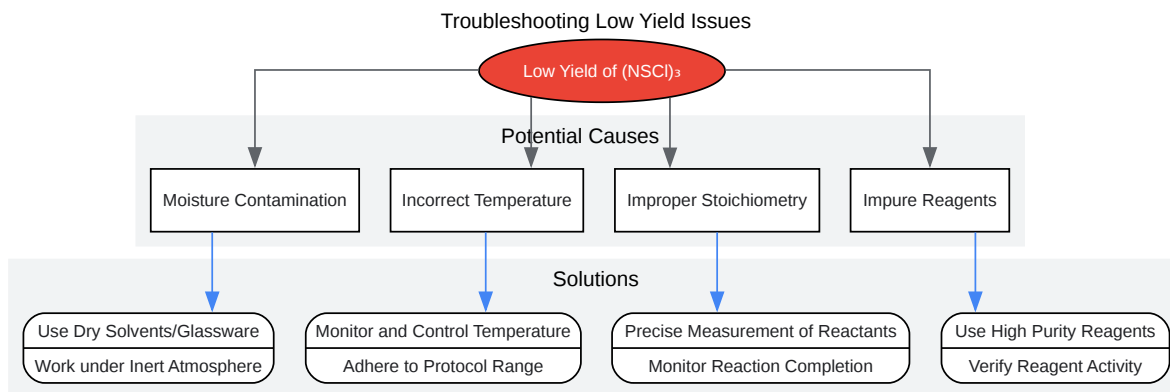 Troubleshooting Low Yield Issues
Low Yield of (NSCl)₃
Potential Causes
Moisture Contamination
Incorrect Temperature
Improper Stoichiometry
Impure Reagents
Solutions
Use Dry Solvents/Glassware
Work under Inert Atmosphere
Monitor and Control Temperature
Adhere to Protocol Range
Precise Measurement of Reactants
Monitor Reaction Completion
Use High Purity Reagents
Verify Reagent Activity